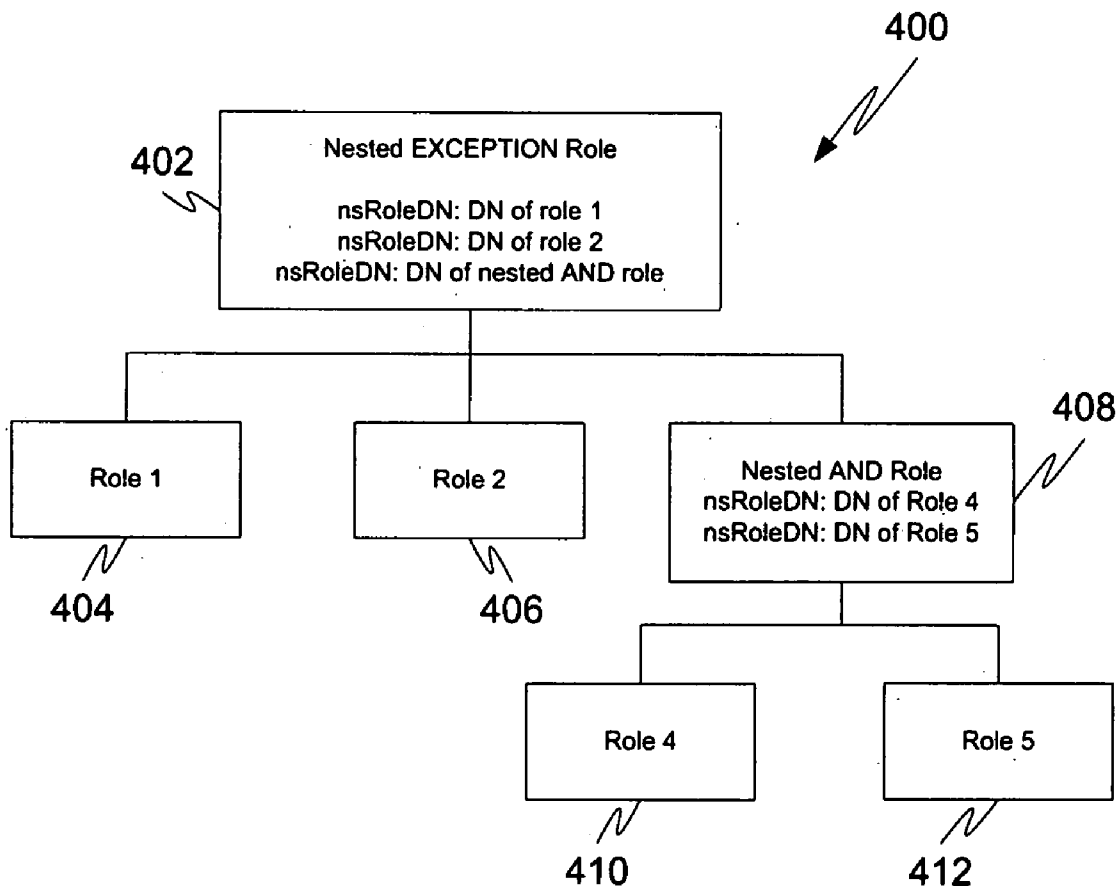 400
402
Nested EXCEPTION Role
nsRoleDN: DN of role 1
nsRoleDN: DN of role 2
nsRoleDN: DN of nested AND role
408
Role 1
Role 2
Nested AND Role
nsRoleDN: DN of Role 4
nsRoleDN: DN of Role 5
404
406
Role 4
Role 5
410
412